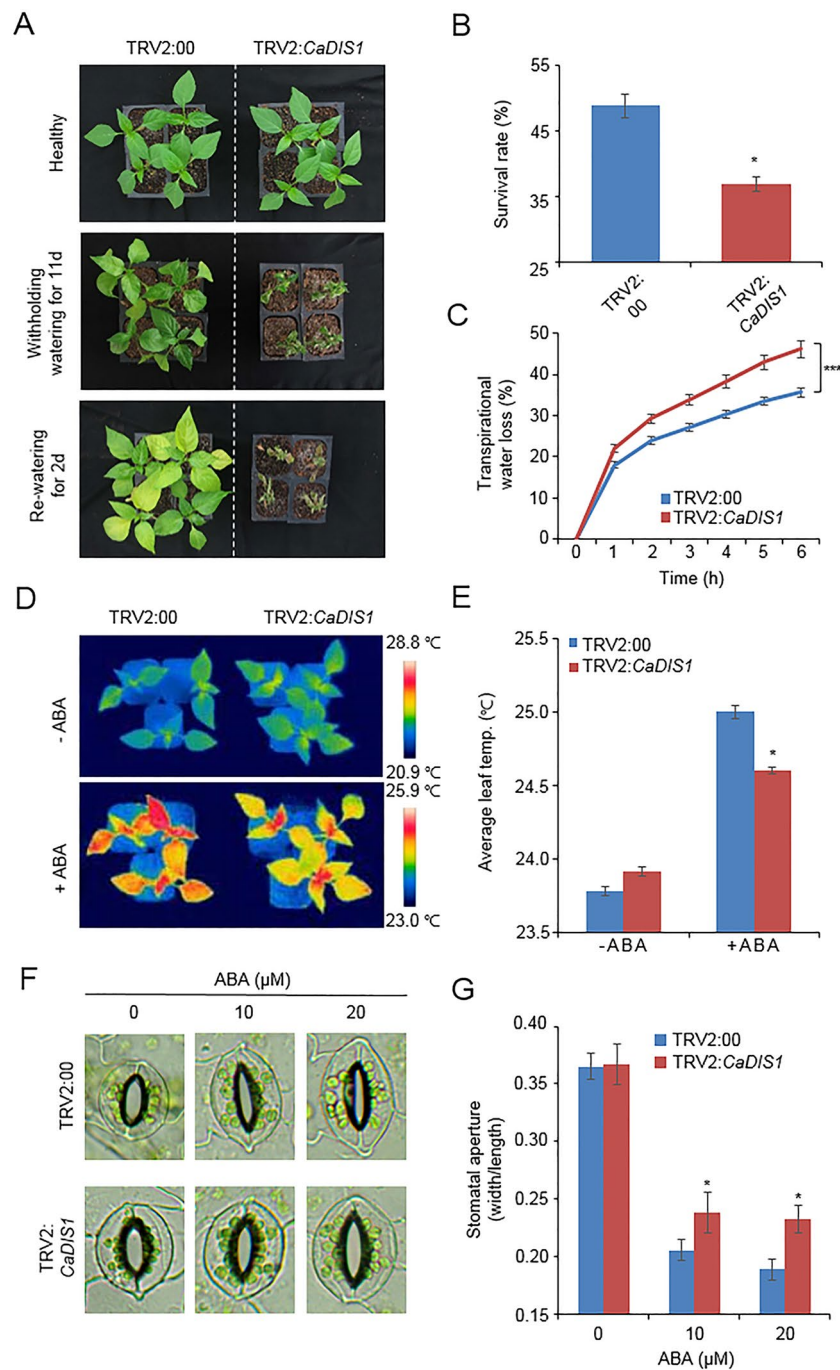 A
TRV2:00
TRV2:CaDIS1
Healthy
Withholding
watering for 11d
Re-watering
for 2d
B
Survival rate (%)
55
45
35
25
*
TRV2:
00
TRV2:
CaDIS1
C
Transpirational
water loss (%)
50
40
30
20
10
0
***
TRV2:00
TRV2:CaDIS1
0 1 2 3 4 5 6
Time (h)
D
TRV2:00
TRV2:CaDIS1
- ABA
28.8 ℃
20.9 ℃
+ ABA
25.9 ℃
23.0 ℃
E
Average leaf temp. (℃)
25.5
25.0
24.5
24.0
23.5
TRV2:00
TRV2:CaDIS1
*
-ABA
+ABA
F
ABA (µM)
0 10 20
TRV2:00
TRV2:
CaDIS1
G
Stomatal aperture
(width/length)
0.40
0.35
0.30
0.25
0.20
0.15
TRV2:00
TRV2:CaDIS1
*
*
0 10 20
ABA (µM)